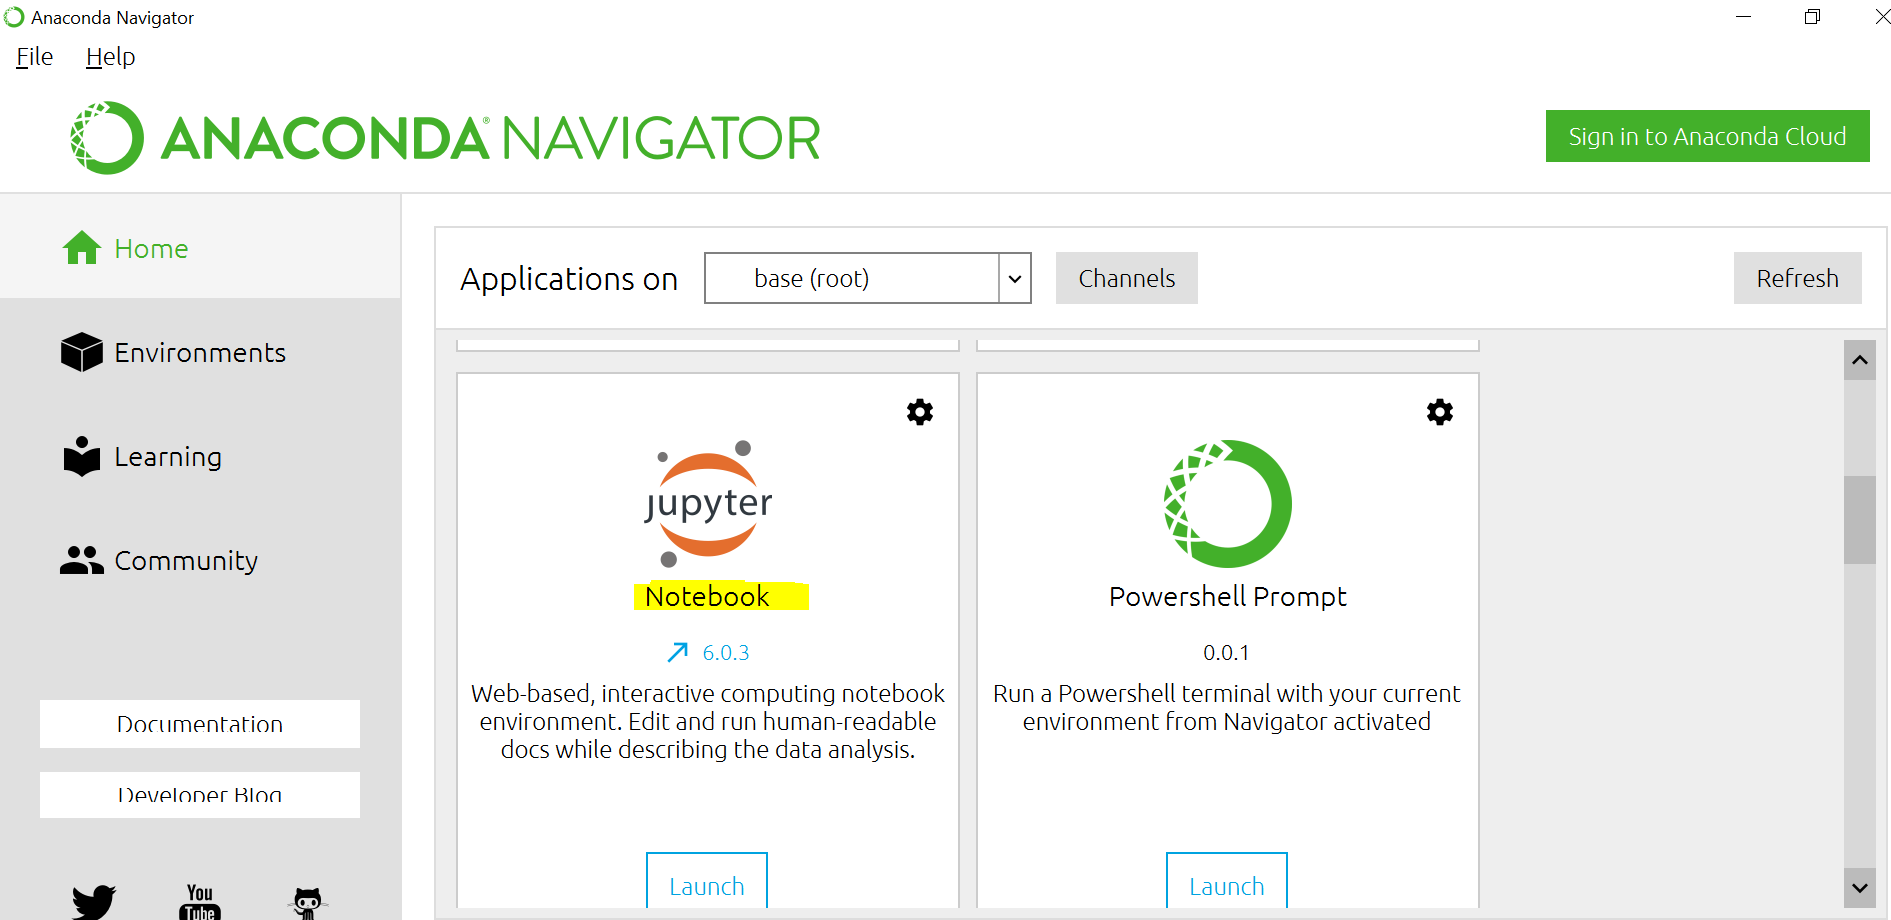 Anaconda Navigator
File Help
ANACONDA® NAVIGATOR
Sign in to Anaconda Cloud
Home
Environments
Learning
Community
Documentation
Developer Blog
You
Tube
Applications on base (root) Channels Refresh
jupyter
Notebook
6.0.3
Web-based, interactive computing notebook
environment. Edit and run human-readable
docs while describing the data analysis.
Launch
Powershell Prompt
0.0.1
Run a Powershell terminal with your current
environment from Navigator activated
Launch